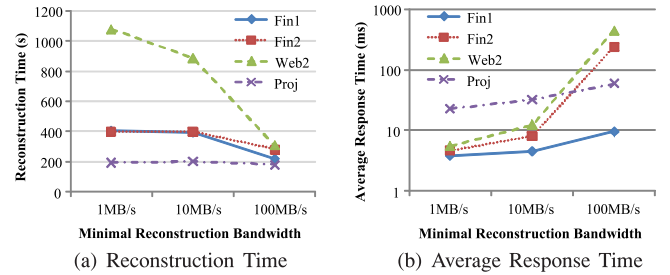 1200
1000
800
600
400
200
0
Reconstruction Time (s)
Fin1
Fin2
Web2
Proj
1MB/s 10MB/s 100MB/s
Minimal Reconstruction Bandwidth
(a) Reconstruction Time
1000
100
10
1
Average Response Time (ms)
Fin1
Fin2
Web2
Proj
1MB/s 10MB/s 100MB/s
Minimal Reconstruction Bandwidth
(b) Average Response Time